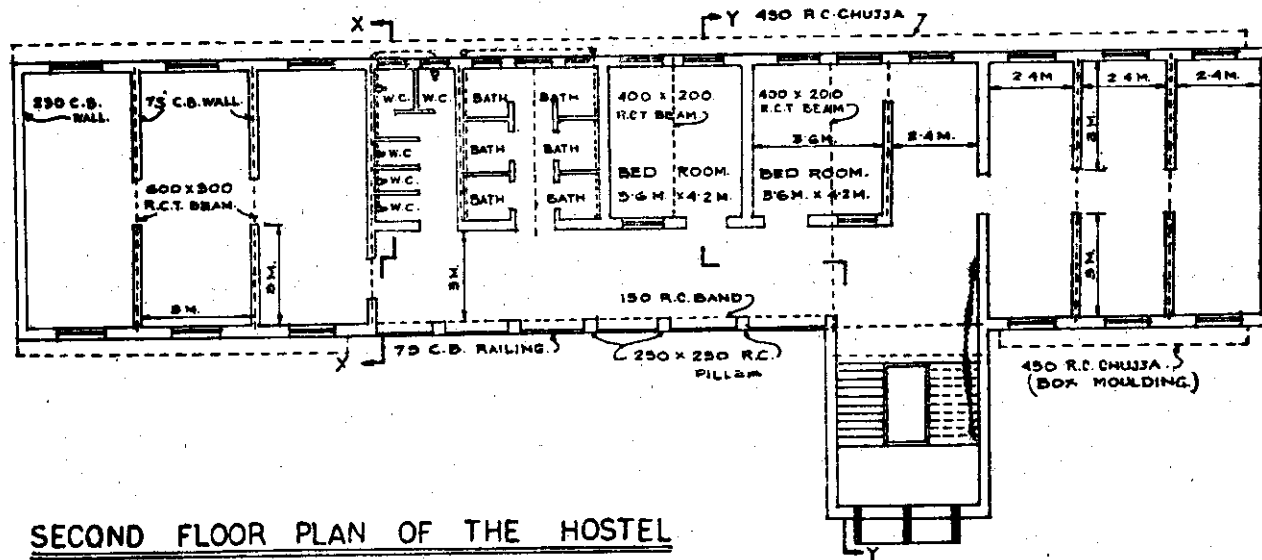 X
Y
450 R.C. CHUJJA
230 C.B. WALL.
75 C.B. WALL.
600 X 300
R.C.T. BEAM.
3 M.
3 M.
W.C.
W.C.
W.C
W.C.
W.C.
BATH
BATH
BATH
BATH
BATH
BATH
3 M.
400 X 200.
R.C.T BEAM
BED ROOM.
3.6 M. X 4.2 M.
400 X 200
R.C.T BEAM
3.6 M.
BED ROOM.
3.6 M. X 4.2 M.
2.4 M.
2.4 M.
2.4 M.
2.4 M.
3 M.
3 M.
150 R.C. BAND
X
75 C.B. RAILING.
250 X 250 R.C.
450 R.C. CHUJJA.
(BOX MOULDING.)
Y
SECOND FLOOR PLAN OF THE HOSTEL